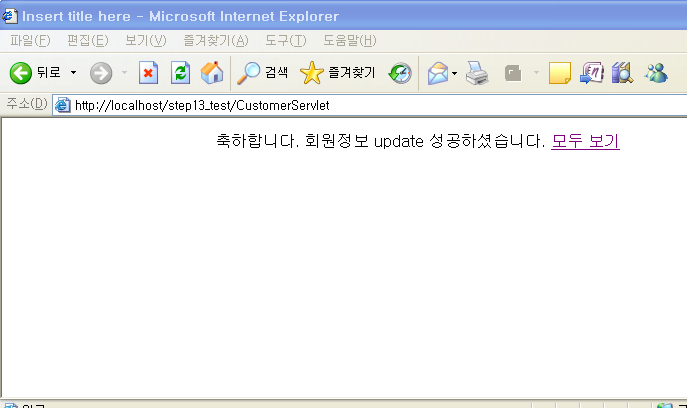 Insert title here - Microsoft Internet Explorer
파일(F) 편집(E) 보기(V) 즐겨찾기(A) 도구(T) 도움말(H)
뒤로 검색 즐겨찾기
주소(D) http://localhost/step13_test/CustomerServlet
축하합니다. 회원정보 update 성공하셨습니다. 모두 보기